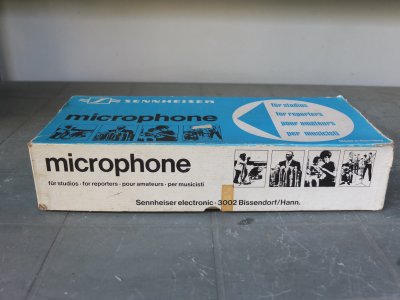 SENNHEISER
microphone
für studios
for reporters
pour amateurs
per musicisti
microphone
für studios · for reporters · pour amateurs · per musicisti
Sennheiser electronic · 3002 Bissendorf/Hann.